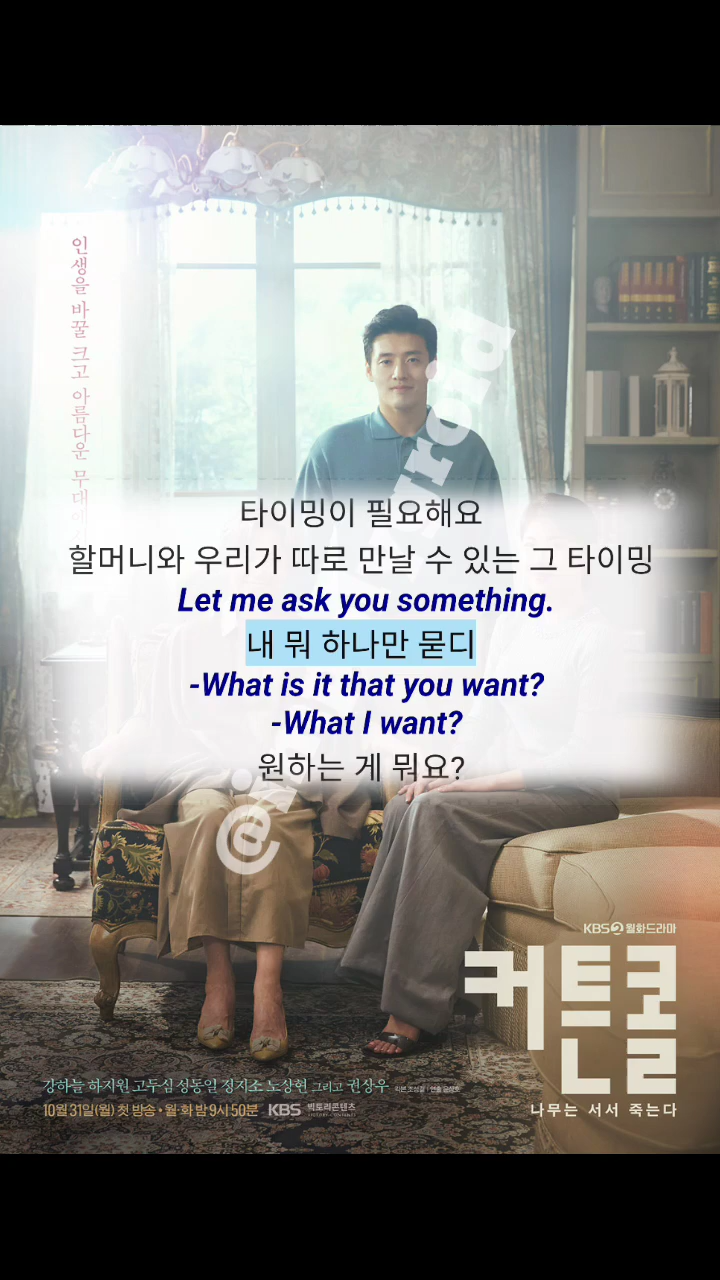 인생을 바꿀 크고 아름다운 무대
타이밍이 필요해요
할머니와 우리가 따로 만날 수 있는 그 타이밍
Let me ask you something.
내 뭐 하나만 묻디
-What is it that you want?
-What I want?
원하는 게 뭐요?
KBS2 월화드라마
커튼콜
나무는 서서 죽는다
강하늘 하지원 고두심 성동일 정지소 노상현 그리고 권상우
10월 31일(월) 첫 방송 • 월·화 밤 9시 50분 KBS 빅토리콘텐츠